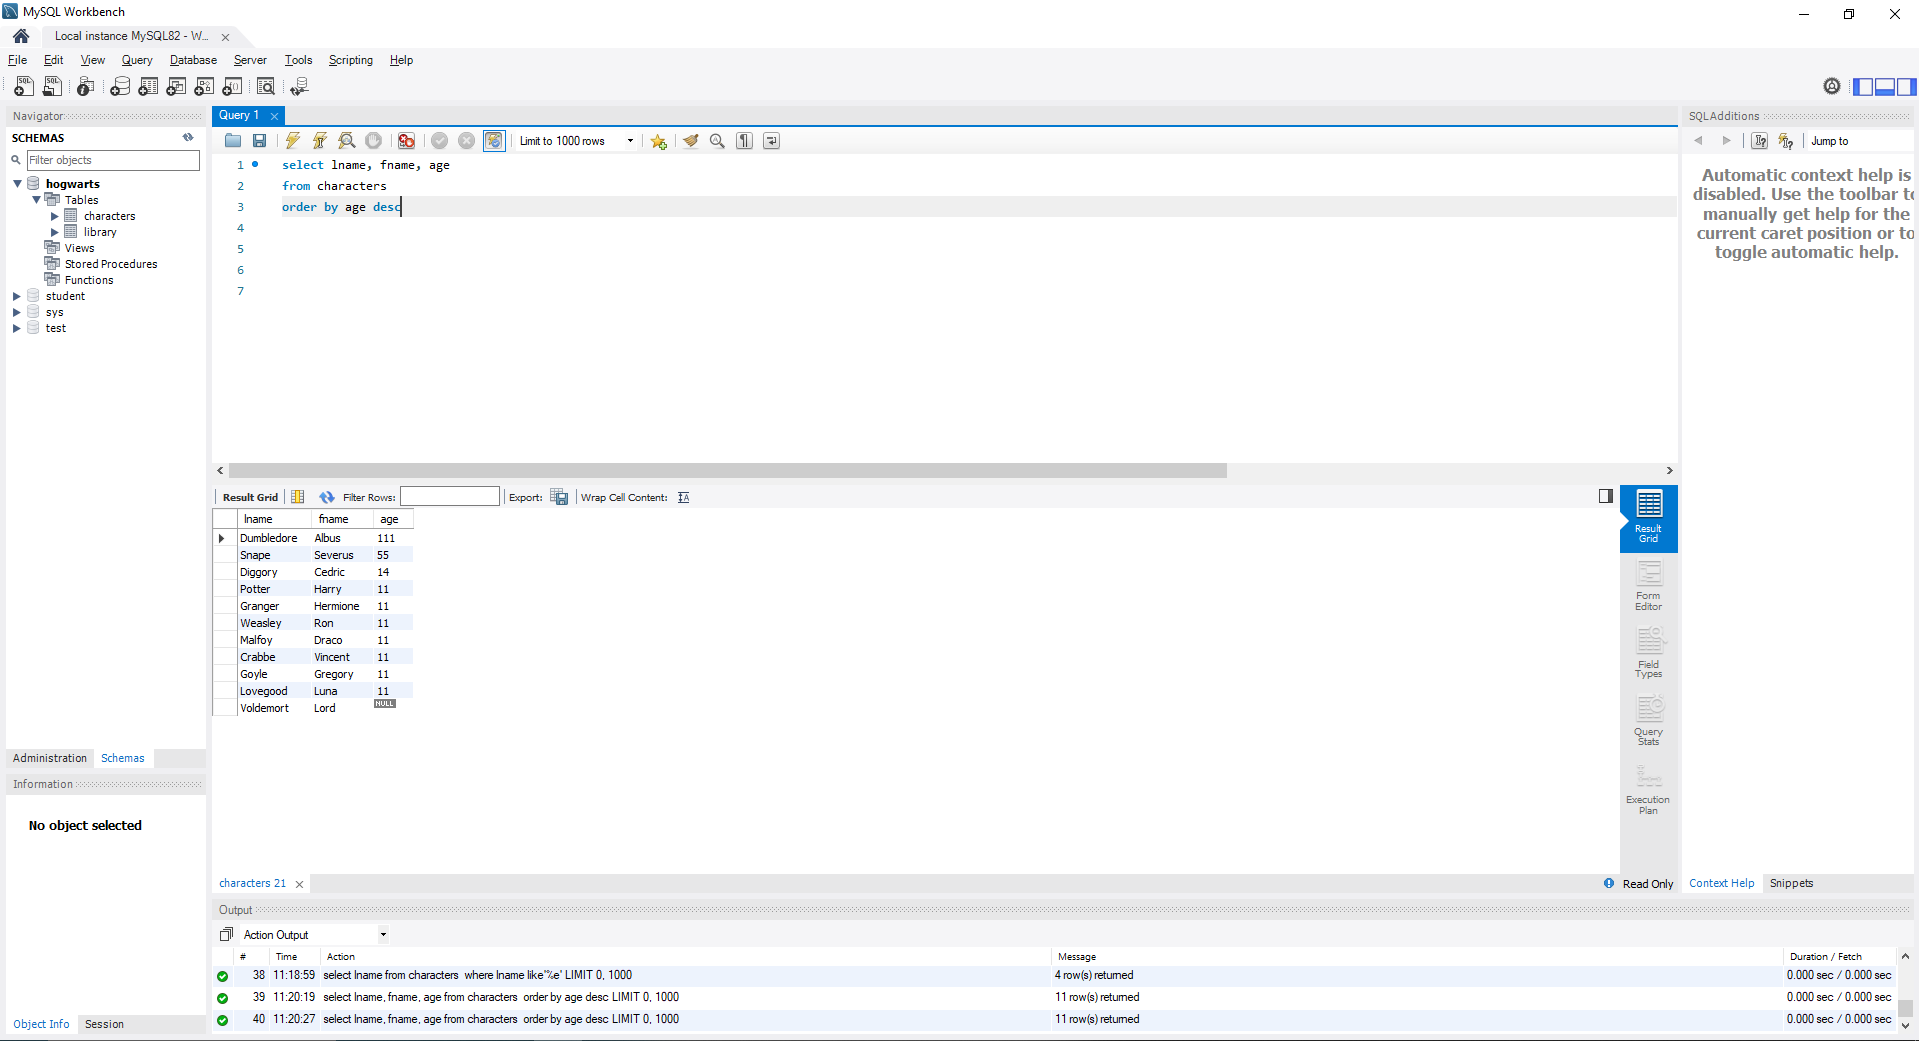 MySQL Workbench
Local instance MySQL82 - W...
File Edit View Query Database Server Tools Scripting Help
Navigator
SCHEMAS
Filter objects
hogwarts
Tables
characters
library
Views
Stored Procedures
Functions
student
sys
test
Administration Schemas
Information
No object selected
Object Info Session
Query 1
Limit to 1000 rows
1 select lname, fname, age
2 from characters
3 order by age desc
4
5
6
7
Result Grid Filter Rows: Export: Wrap Cell Content:
lname fname age
Dumbledore Albus 111
Snape Severus 55
Diggory Cedric 14
Potter Harry 11
Granger Hermione 11
Weasley Ron 11
Malfoy Draco 11
Crabbe Vincent 11
Goyle Gregory 11
Lovegood Luna 11
Voldemort Lord NULL
Result
Grid
Form
Editor
Field
Types
Query
Stats
Execution
Plan
characters 21
Read Only
SQLAdditions
Jump to
Automatic context help is
disabled. Use the toolbar to
manually get help for the
current caret position or to
toggle automatic help.
Context Help Snippets
Output
Action Output
# Time Action Message Duration / Fetch
38 11:18:59 select lname from characters where lname like'%e' LIMIT 0, 1000 4 row(s) returned 0.000 sec / 0.000 sec
39 11:20:19 select lname, fname, age from characters order by age desc LIMIT 0, 1000 11 row(s) returned 0.000 sec / 0.000 sec
40 11:20:27 select lname, fname, age from characters order by age desc LIMIT 0, 1000 11 row(s) returned 0.000 sec / 0.000 sec